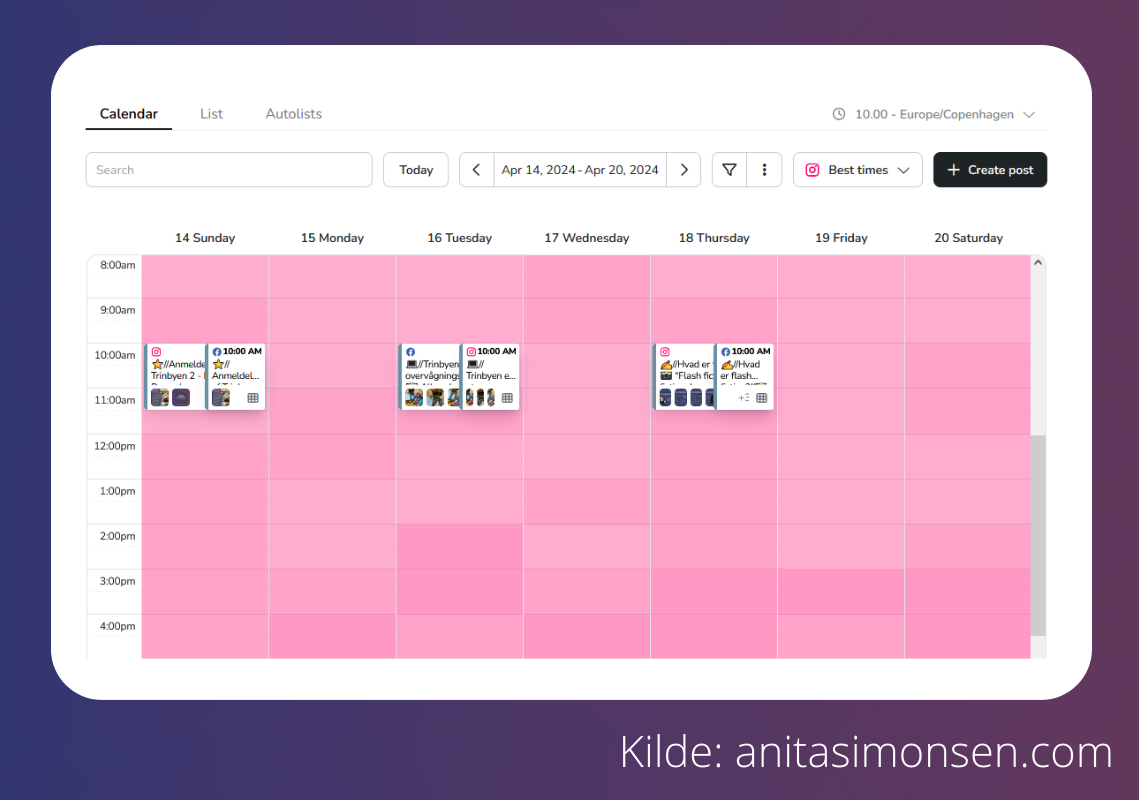 Calendar List Autolists 10.00 - Europe/Copenhagen
Search Today Apr 14, 2024 - Apr 20, 2024 Best times + Create post
14 Sunday 15 Monday 16 Tuesday 17 Wednesday 18 Thursday 19 Friday 20 Saturday
8:00am
9:00am
10:00am
10:00 AM 10:00 AM 10:00 AM
⭐//Anmelde ⭐// 💻//Trinbyen 💻// ✍//Hvad er ✍//Hvad
Trinbyen 2 - Anmeldel... overvågnings Trinbyen e... 📸 "Flash fic er flash...
11:00am
+3
12:00pm
1:00pm
2:00pm
3:00pm
4:00pm
Kilde: anitasimonsen.com